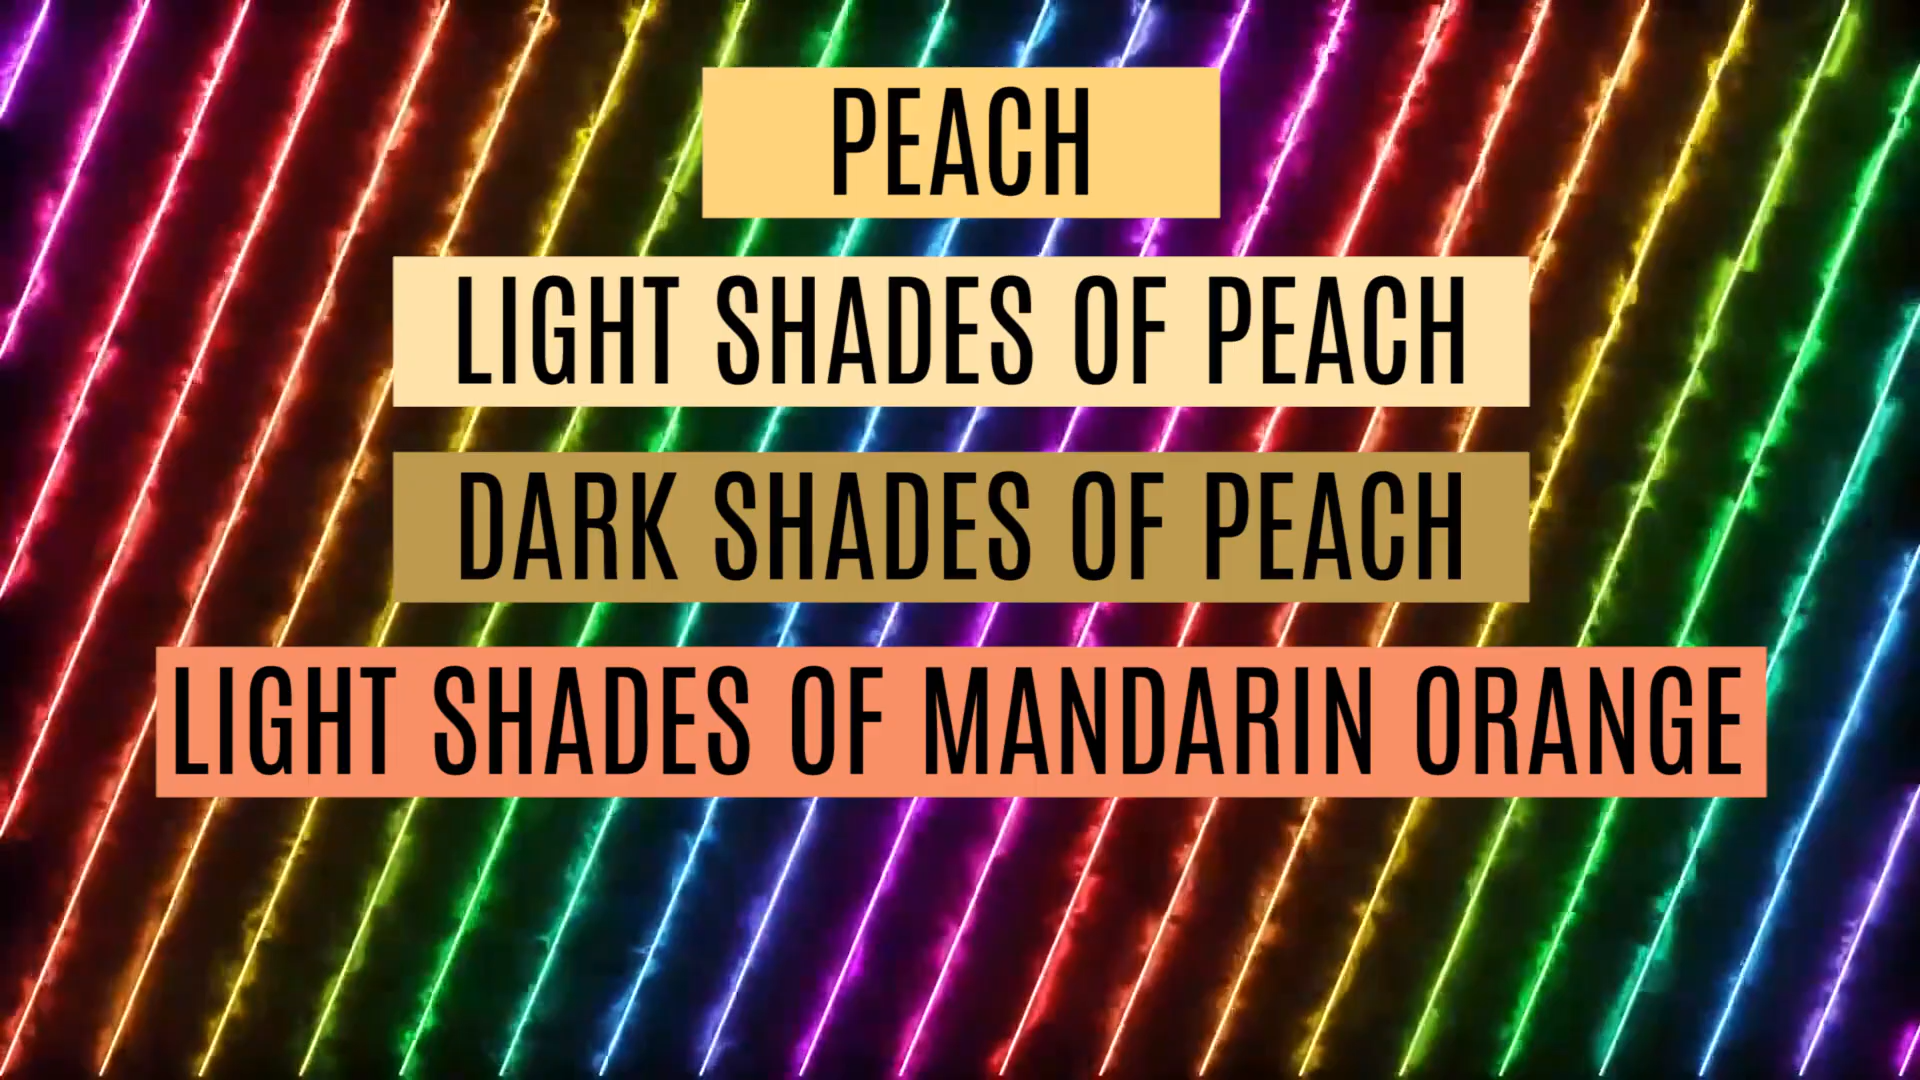 PEACH
LIGHT SHADES OF PEACH
DARK SHADES OF PEACH
LIGHT SHADES OF MANDARIN ORANGE